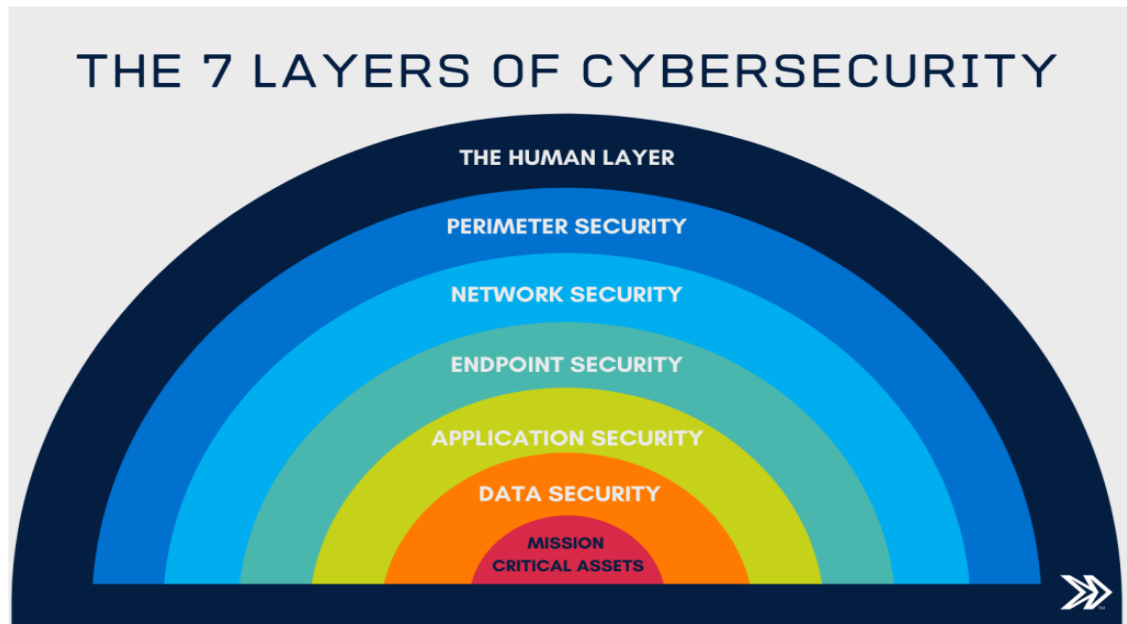 THE 7 LAYERS OF CYBERSECURITY
THE HUMAN LAYER
PERIMETER SECURITY
NETWORK SECURITY
ENDPOINT SECURITY
APPLICATION SECURITY
DATA SECURITY
MISSION
CRITICAL ASSETS